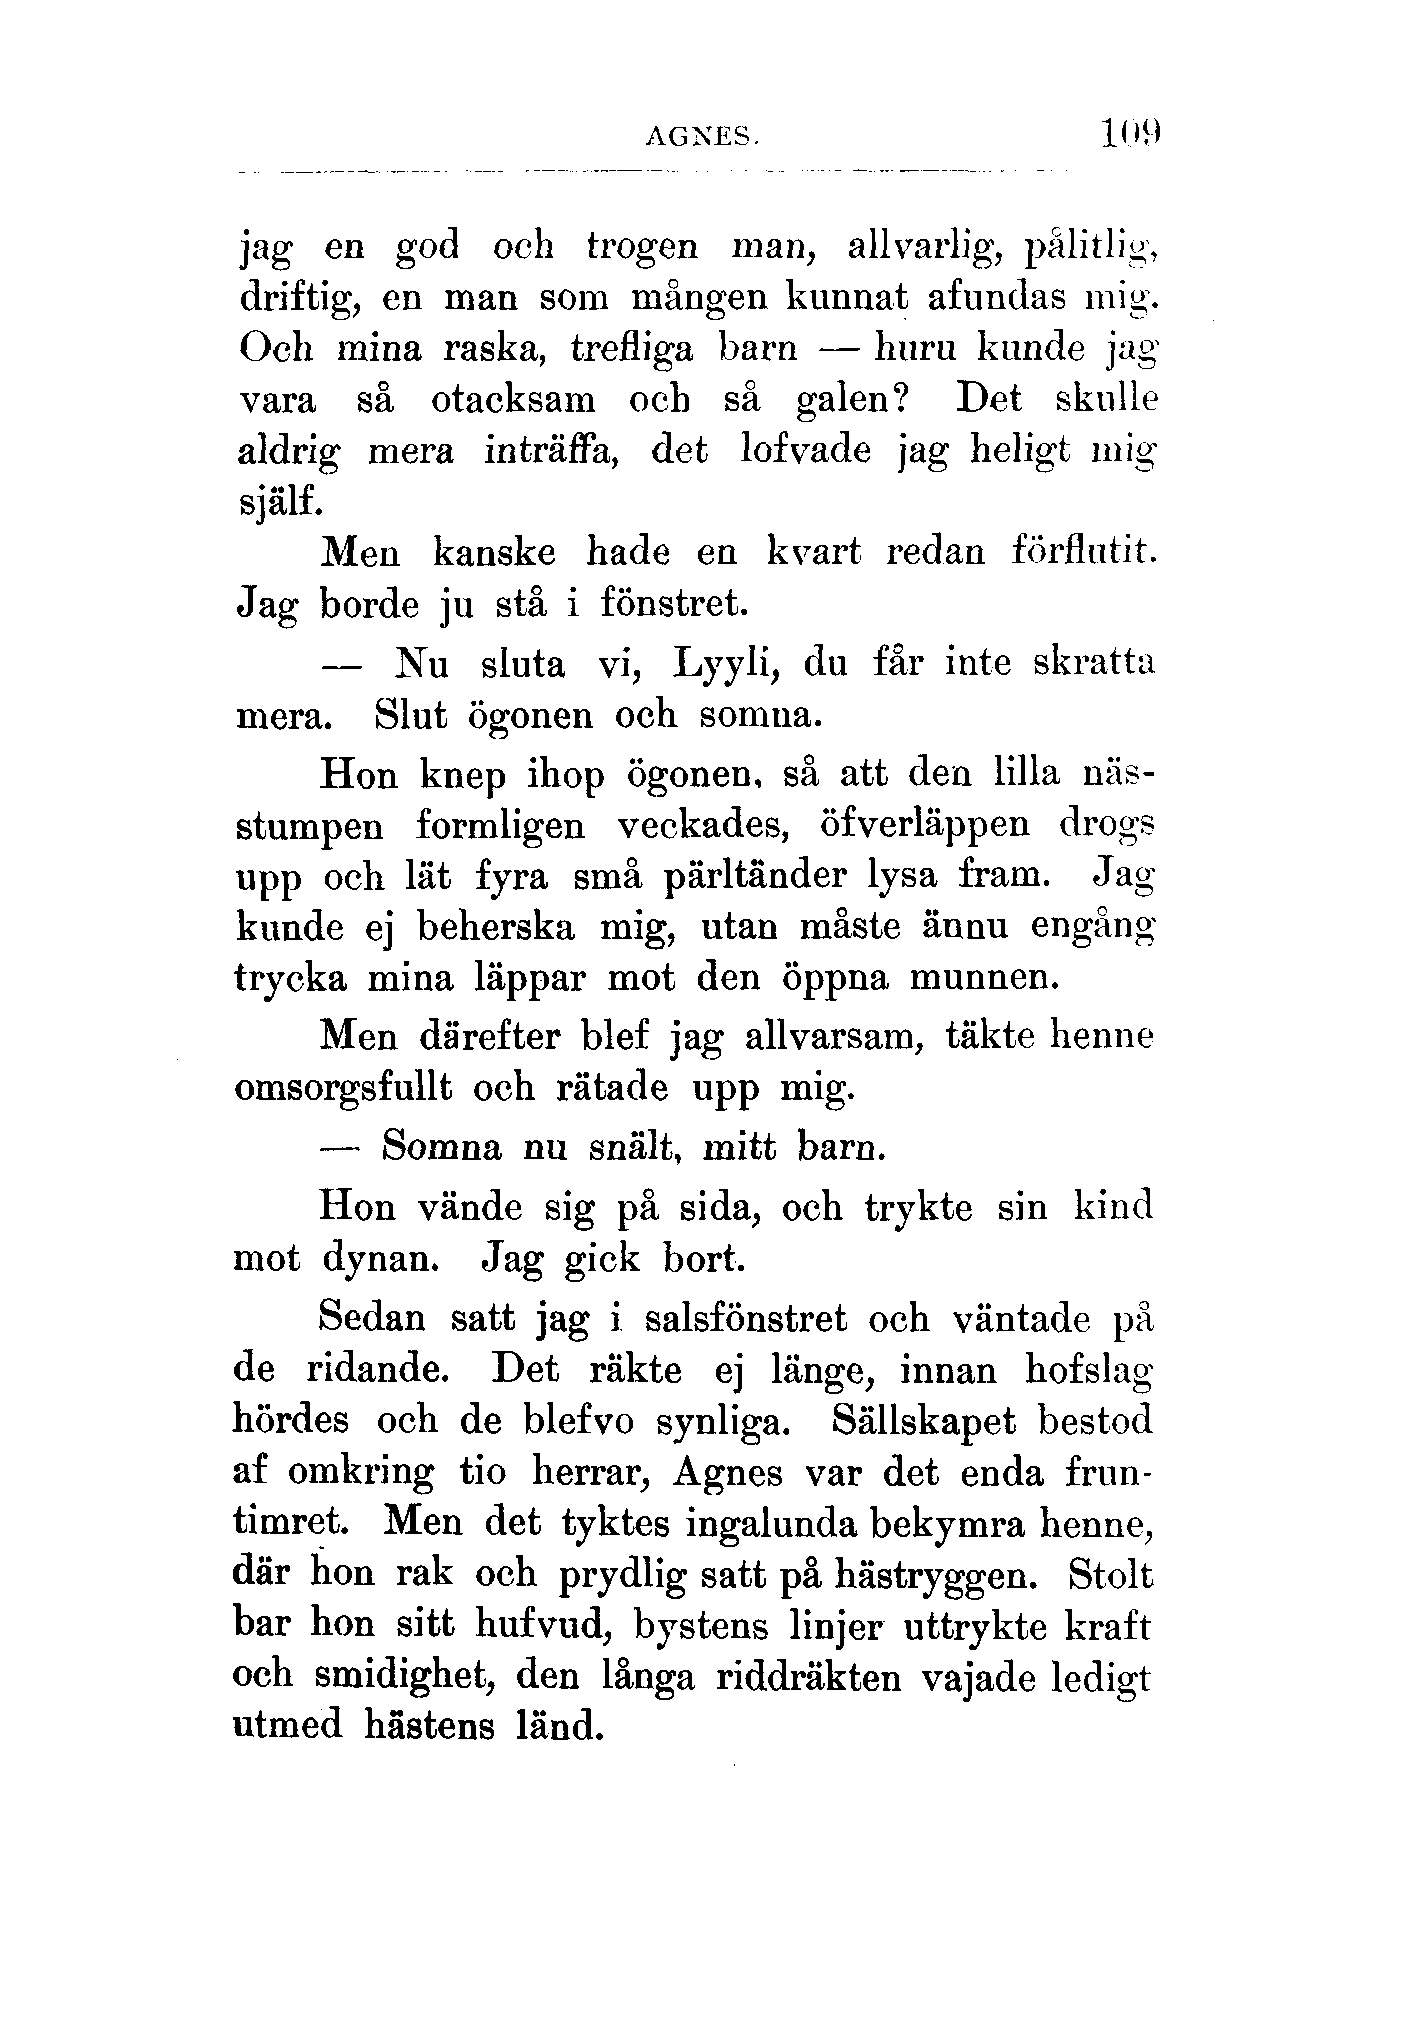 AGNES. 109
jag en god och trogen man, allvarlig, pålitlig,
driftig, en man som mången kunnat afundas mig.
Och mina raska, trefliga barn — huru kunde jag
vara så otacksam och så galen? Det skulle
aldrig mera inträffa, det lofvade jag heligt mig
själf.
Men kanske hade en kvart redan förflutit.
Jag borde ju stå i fönstret.
— Nu sluta vi, Lyyli, du får inte skratta
mera. Slut ögonen och somna.
Hon knep ihop ögonen, så att den lilla näs-
stumpen formligen veckades, öfverläppen drogs
upp och lät fyra små pärltänder lysa fram. Jag
kunde ej beherska mig, utan måste ännu engång
trycka mina läppar mot den öppna munnen.
Men därefter blef jag allvarsam, täkte henne
omsorgsfullt och rätade upp mig.
— Somna nu snält, mitt barn.
Hon vände sig på sida, och trykte sin kind
mot dynan. Jag gick bort.
Sedan satt jag i salsfönstret och väntade på
de ridande. Det räkte ej länge, innan hofslag
hördes och de blefvo synliga. Sällskapet bestod
af omkring tio herrar, Agnes var det enda frun-
timret. Men det tyktes ingalunda bekymra henne,
där hon rak och prydlig satt på hästryggen. Stolt
bar hon sitt hufvud, bystens linjer uttrykte kraft
och smidighet, den långa riddräkten vajade ledigt
utmed hästens länd.